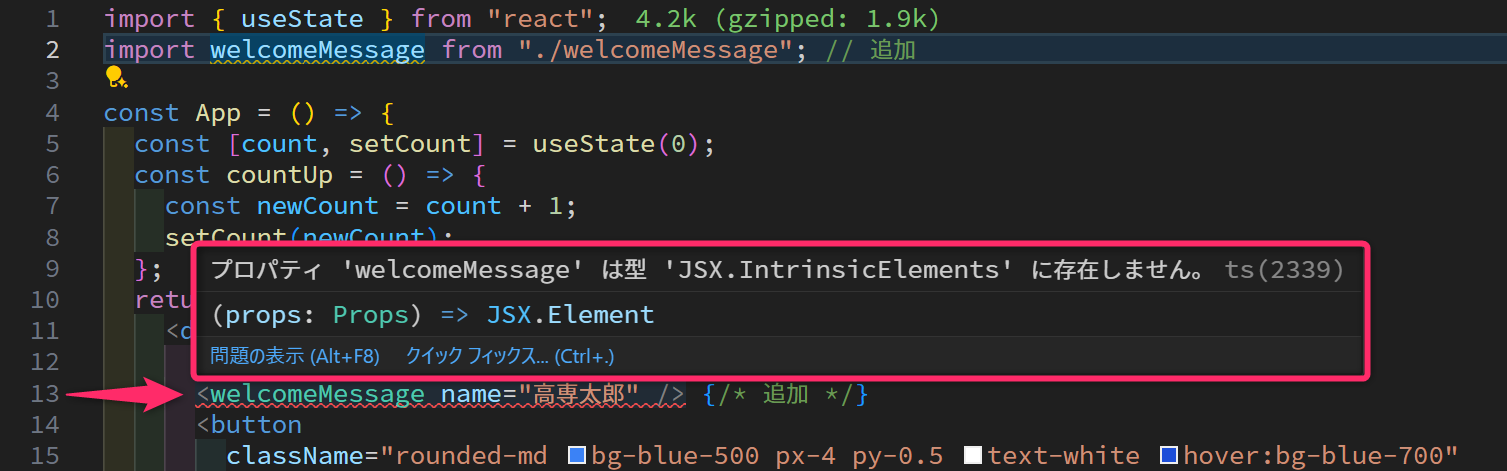 1 import { useState } from "react"; 4.2k (gzipped: 1.9k)
2 import welcomeMessage from "./welcomeMessage"; // 追加
3
4 const App = () => {
5 const [count, setCount] = useState(0);
6 const countUp = () => {
7 const newCount = count + 1;
8 setCount(newCount);
9 };
プロパティ 'welcomeMessage' は型 'JSX.IntrinsicElements' に存在しません。 ts(2339)
10 retu
(props: Props) => JSX.Element
11 <d
12
問題の表示 (Alt+F8) クイック フィックス... (Ctrl+.)
13 <welcomeMessage name="高専太郎" /> {/* 追加 */}
14 <button
15 className="rounded-md bg-blue-500 px-4 py-0.5 text-white hover:bg-blue-700"